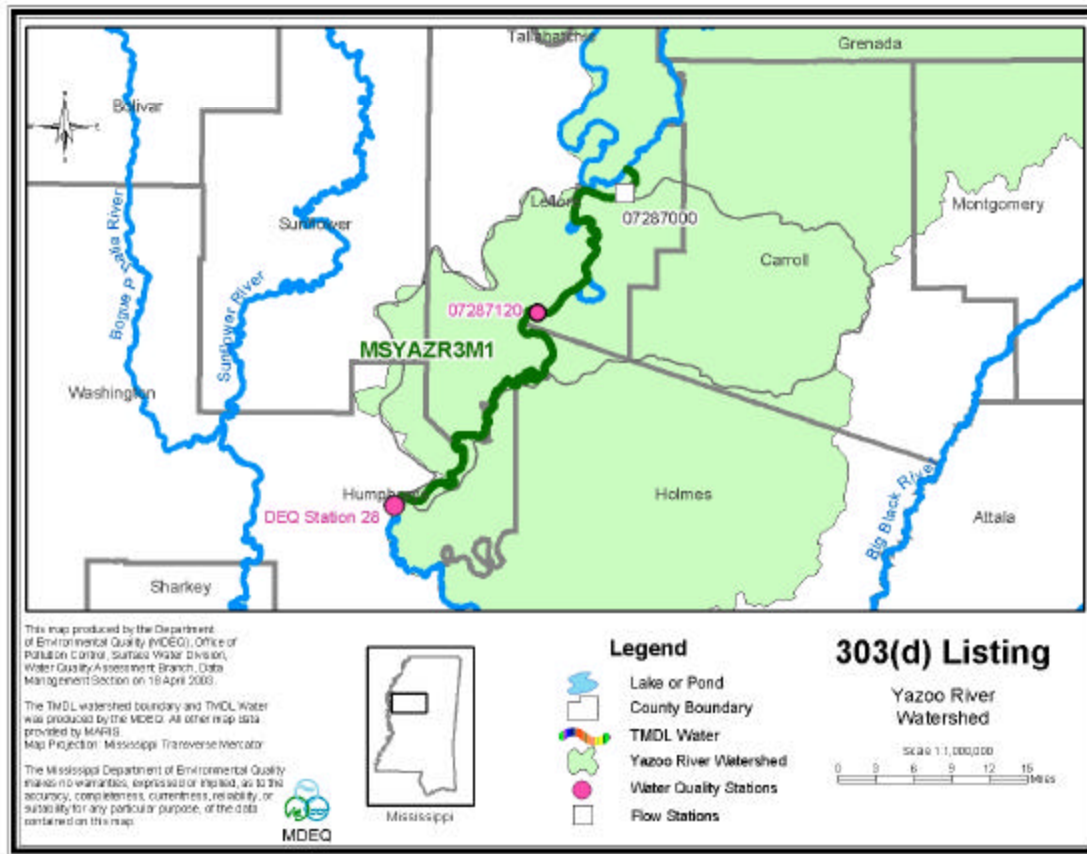 Tallahatchie
Grenada
Bolivar
Sunflower
Leflore
07287000
Montgomery
Carroll
Bogue Phalia River
Sunflower River
07287120
MSYAZR3M1
Washington
Humphreys
DEQ Station 28
Holmes
Big Black River
Attala
Sharkey
This map produced by the Department
of Environmental Quality (MDEQ), Office of
Pollution Control, Surface Water Division,
Water Quality Assessment Branch, Data
Management Section on 18 April 2003.
The TMDL watershed boundary and TMDL Water
was produced by the MDEQ. All other map data
provided by MARIS.
Map Projection: Mississippi Transverse Mercator
The Mississippi Department of Environmental Quality
makes no warranties, expressed or implied, as to the
accuracy, completeness, currentness, reliability, or
suitability for any particular purpose, of the data
contained on this map.
MDEQ
Mississippi
Legend
Lake or Pond
County Boundary
TMDL Water
Yazoo River Watershed
Water Quality Stations
Flow Stations
303(d) Listing
Yazoo River
Watershed
Scale 1:1,000,000
0 3 6 9 12 15
Miles